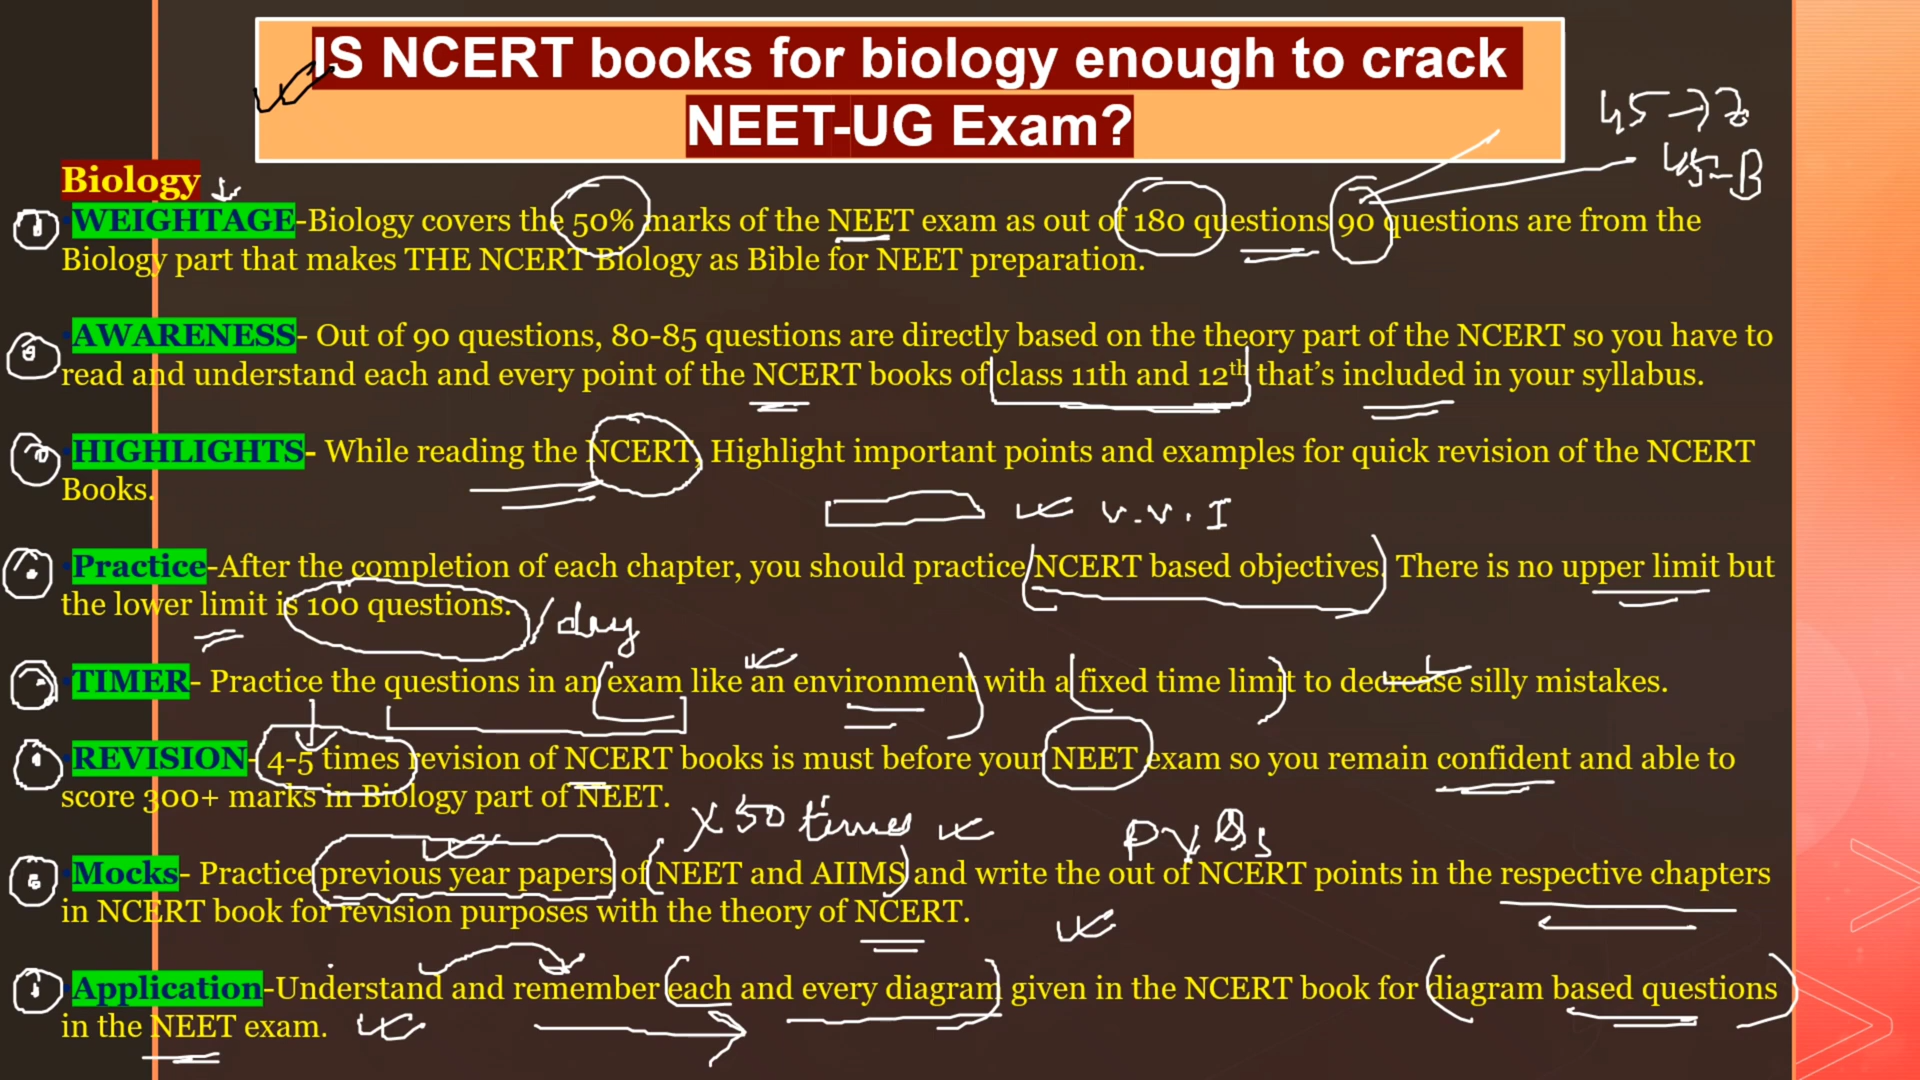 IS NCERT books for biology enough to crack
NEET-UG Exam?
45 → Z
45 - B
Biology
WEIGHTAGE-Biology covers the 50% marks of the NEET exam as out of 180 questions 90 questions are from the
Biology part that makes THE NCERT Biology as Bible for NEET preparation.
AWARENESS- Out of 90 questions, 80-85 questions are directly based on the theory part of the NCERT so you have to
read and understand each and every point of the NCERT books of class 11th and 12th that's included in your syllabus.
HIGHLIGHTS- While reading the NCERT, Highlight important points and examples for quick revision of the NCERT
Books.
v.v.I
Practice-After the completion of each chapter, you should practice NCERT based objectives. There is no upper limit but
the lower limit is 100 questions. /day
TIMER- Practice the questions in an exam like an environment with a fixed time limit to decrease silly mistakes.
REVISION- 4-5 times revision of NCERT books is must before your NEET exam so you remain confident and able to
score 300+ marks in Biology part of NEET.
X 50 times PYQs
Mocks- Practice previous year papers of NEET and AIIMS and write the out of NCERT points in the respective chapters
in NCERT book for revision purposes with the theory of NCERT.
Application-Understand and remember each and every diagram given in the NCERT book for diagram based questions
in the NEET exam.